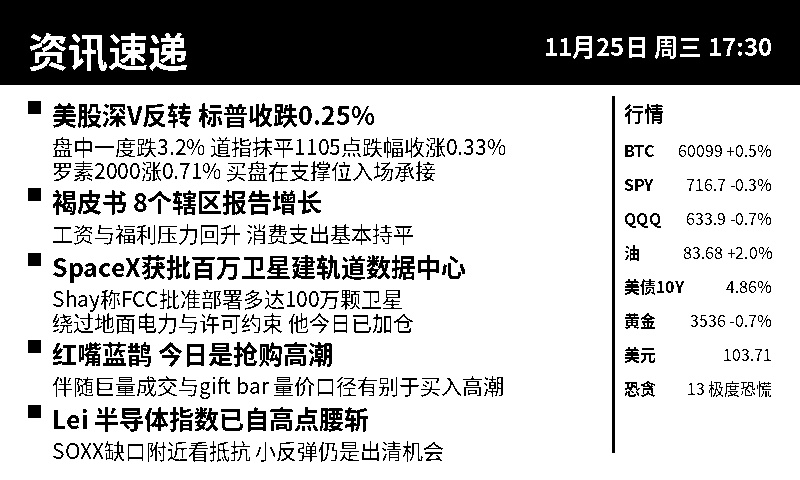 资讯速递
11月25日 周三 17:30
美股深V反转 标普收跌0.25%
盘中一度跌3.2% 道指抹平1105点跌幅收涨0.33%
罗素2000涨0.71% 买盘在支撑位入场承接
褐皮书 8个辖区报告增长
工资与福利压力回升 消费支出基本持平
SpaceX获批百万卫星建轨道数据中心
Shay称FCC批准部署多达100万颗卫星
绕过地面电力与许可约束 他今日已加仓
红嘴蓝鹊 今日是抢购高潮
伴随巨量成交与gift bar 量价口径有别于买入高潮
Lei 半导体指数已自高点腰斩
SOXX缺口附近看抵抗 小反弹仍是出清机会
行情
BTC 60099 +0.5%
SPY 716.7 -0.3%
QQQ 633.9 -0.7%
油 83.68 +2.0%
美债10Y 4.86%
黄金 3536 -0.7%
美元 103.71
恐贪 13 极度恐慌